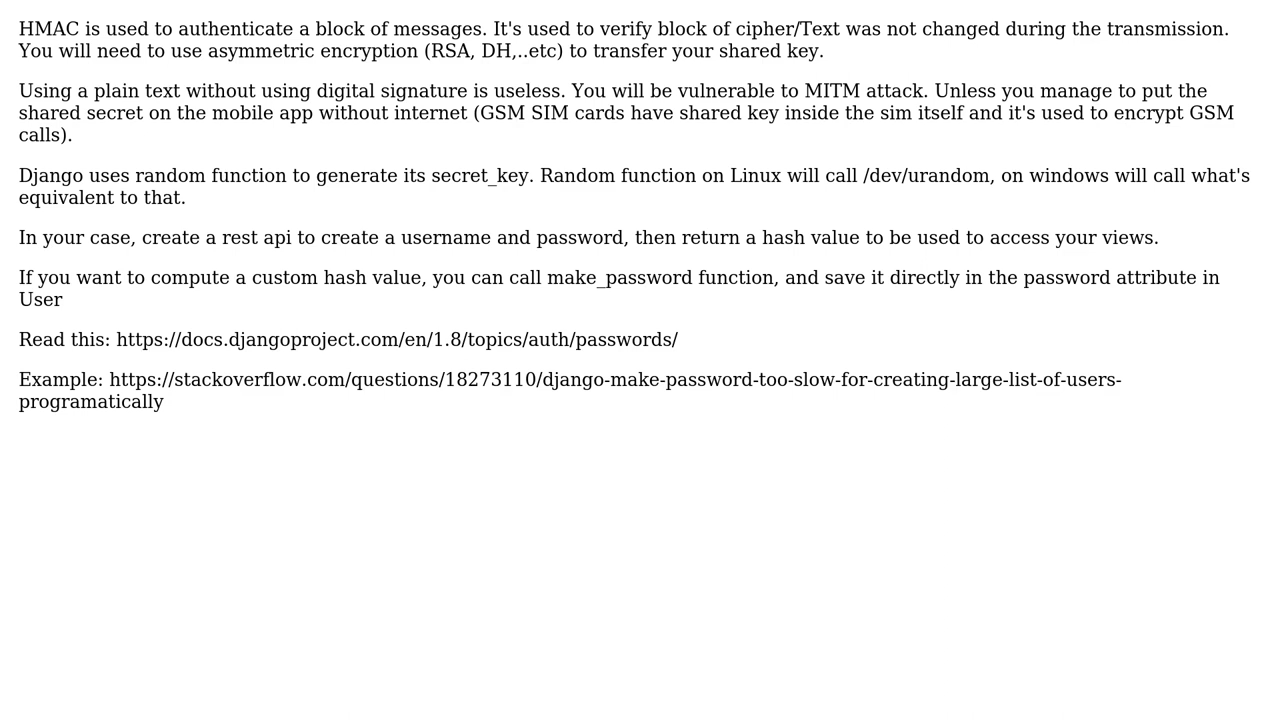 HMAC is used to authenticate a block of messages. It's used to verify block of cipher/Text was not changed during the transmission.
You will need to use asymmetric encryption (RSA, DH,..etc) to transfer your shared key.
Using a plain text without using digital signature is useless. You will be vulnerable to MITM attack. Unless you manage to put the
shared secret on the mobile app without internet (GSM SIM cards have shared key inside the sim itself and it's used to encrypt GSM
calls).
Django uses random function to generate its secret_key. Random function on Linux will call /dev/urandom, on windows will call what's
equivalent to that.
In your case, create a rest api to create a username and password, then return a hash value to be used to access your views.
If you want to compute a custom hash value, you can call make_password function, and save it directly in the password attribute in
User
Read this: https://docs.djangoproject.com/en/1.8/topics/auth/passwords/
Example: https://stackoverflow.com/questions/18273110/django-make-password-too-slow-for-creating-large-list-of-users-
programatically